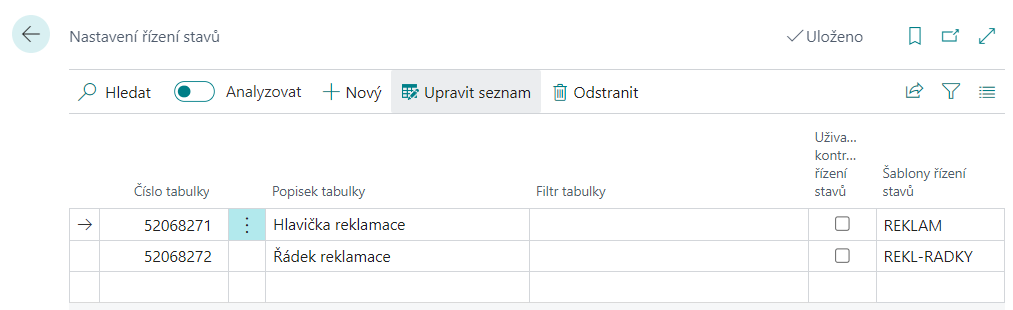 Nastavení řízení stavů
Uloženo
Hledat Analyzovat Nový Upravit seznam Odstranit
Číslo tabulky Popisek tabulky Filtr tabulky Uživa... kontr... řízení stavů Šablony řízení stavů
52068271 Hlavička reklamace REKLAM
52068272 Řádek reklamace REKL-RADKY